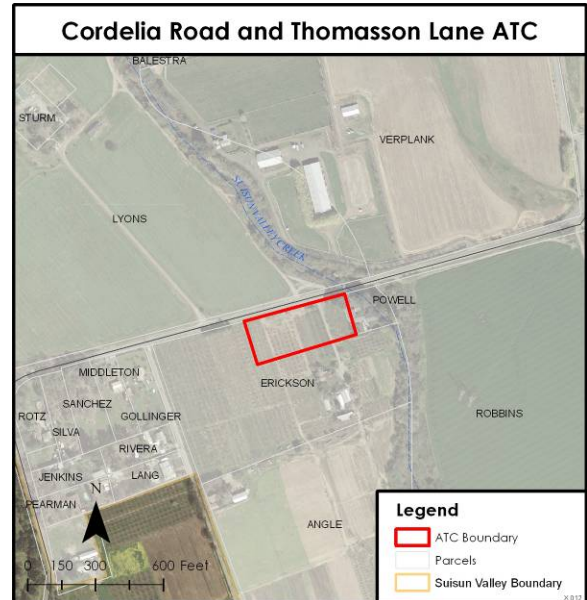 Cordelia Road and Thomasson Lane ATC
BALESTRA
STURM
VERPLANK
LYONS
SUISUN VALLEY CREEK
POWELL
MIDDLETON
ERICKSON
SANCHEZ
ROTZ
GOLLINGER
ROBBINS
SILVA
RIVERA
JENKINS
LANG
PEARMAN
N
ANGLE
0 150 300 600 Feet
Legend
ATC Boundary
Parcels
Suisun Valley Boundary